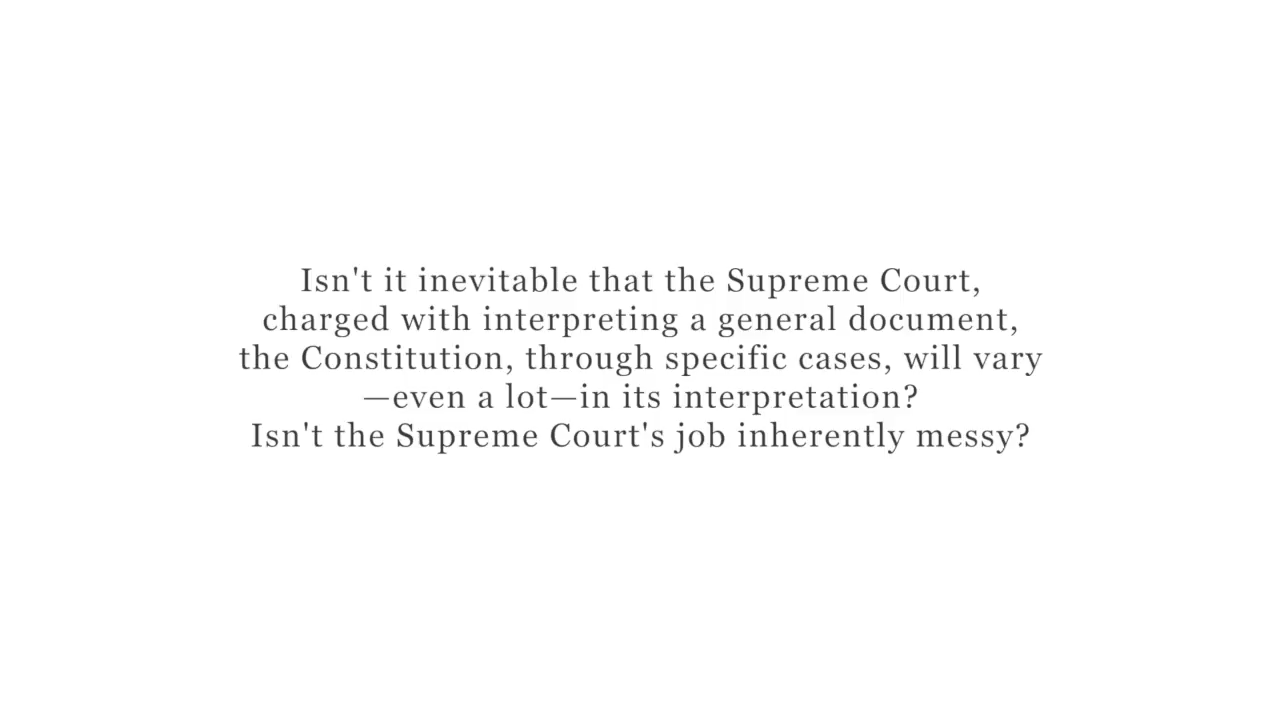 Isn't it inevitable that the Supreme Court,
charged with interpreting a general document,
the Constitution, through specific cases, will vary
—even a lot—in its interpretation?
Isn't the Supreme Court's job inherently messy?